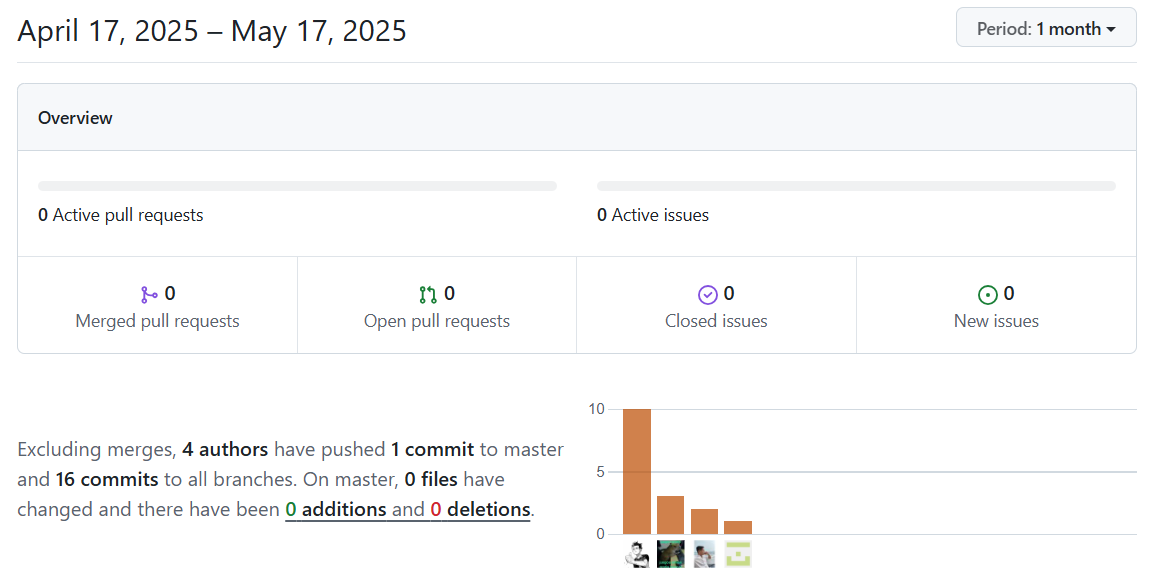 April 17, 2025 – May 17, 2025
Period: 1 month
Overview
0 Active pull requests
0 Active issues
0
Merged pull requests
0
Open pull requests
0
Closed issues
0
New issues
Excluding merges, 4 authors have pushed 1 commit to master
and 16 commits to all branches. On master, 0 files have
changed and there have been 0 additions and 0 deletions.
10
5
0